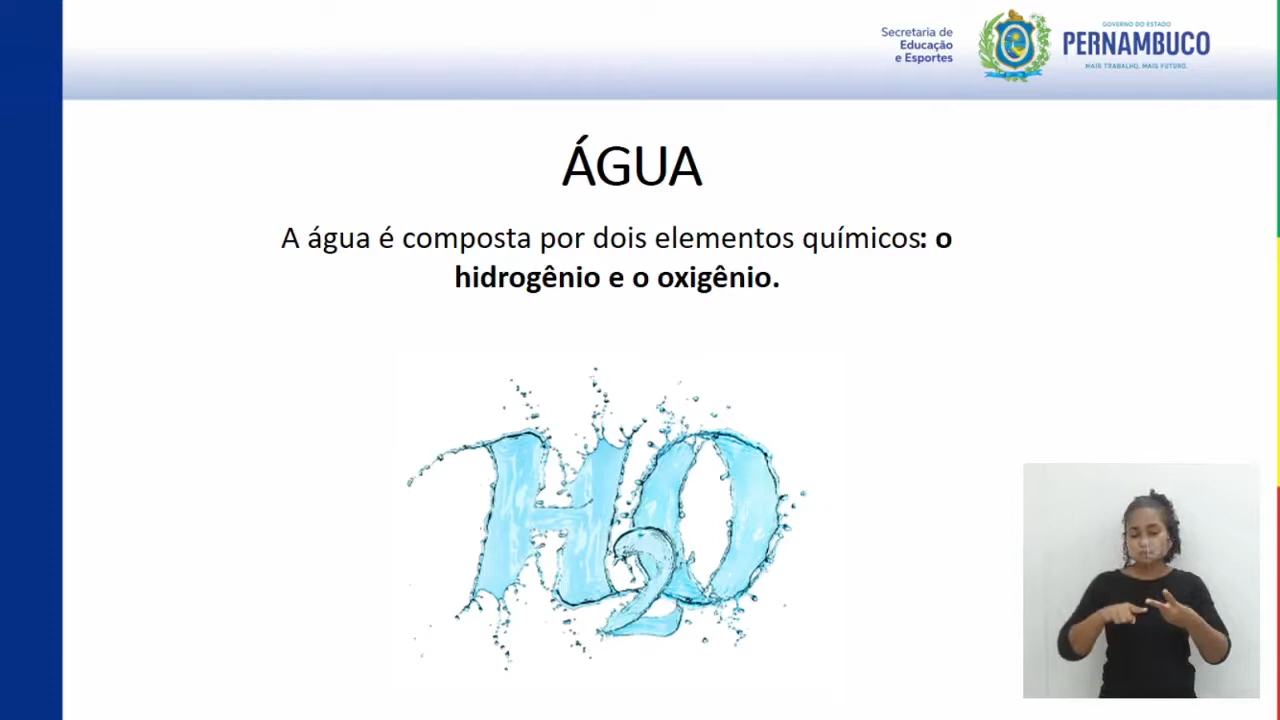 Secretaria de
Educação
e Esportes
GOVERNO DO ESTADO
PERNAMBUCO
MAIS TRABALHO, MAIS FUTURO.
ÁGUA
A água é composta por dois elementos químicos: o
hidrogênio e o oxigênio.
H2O